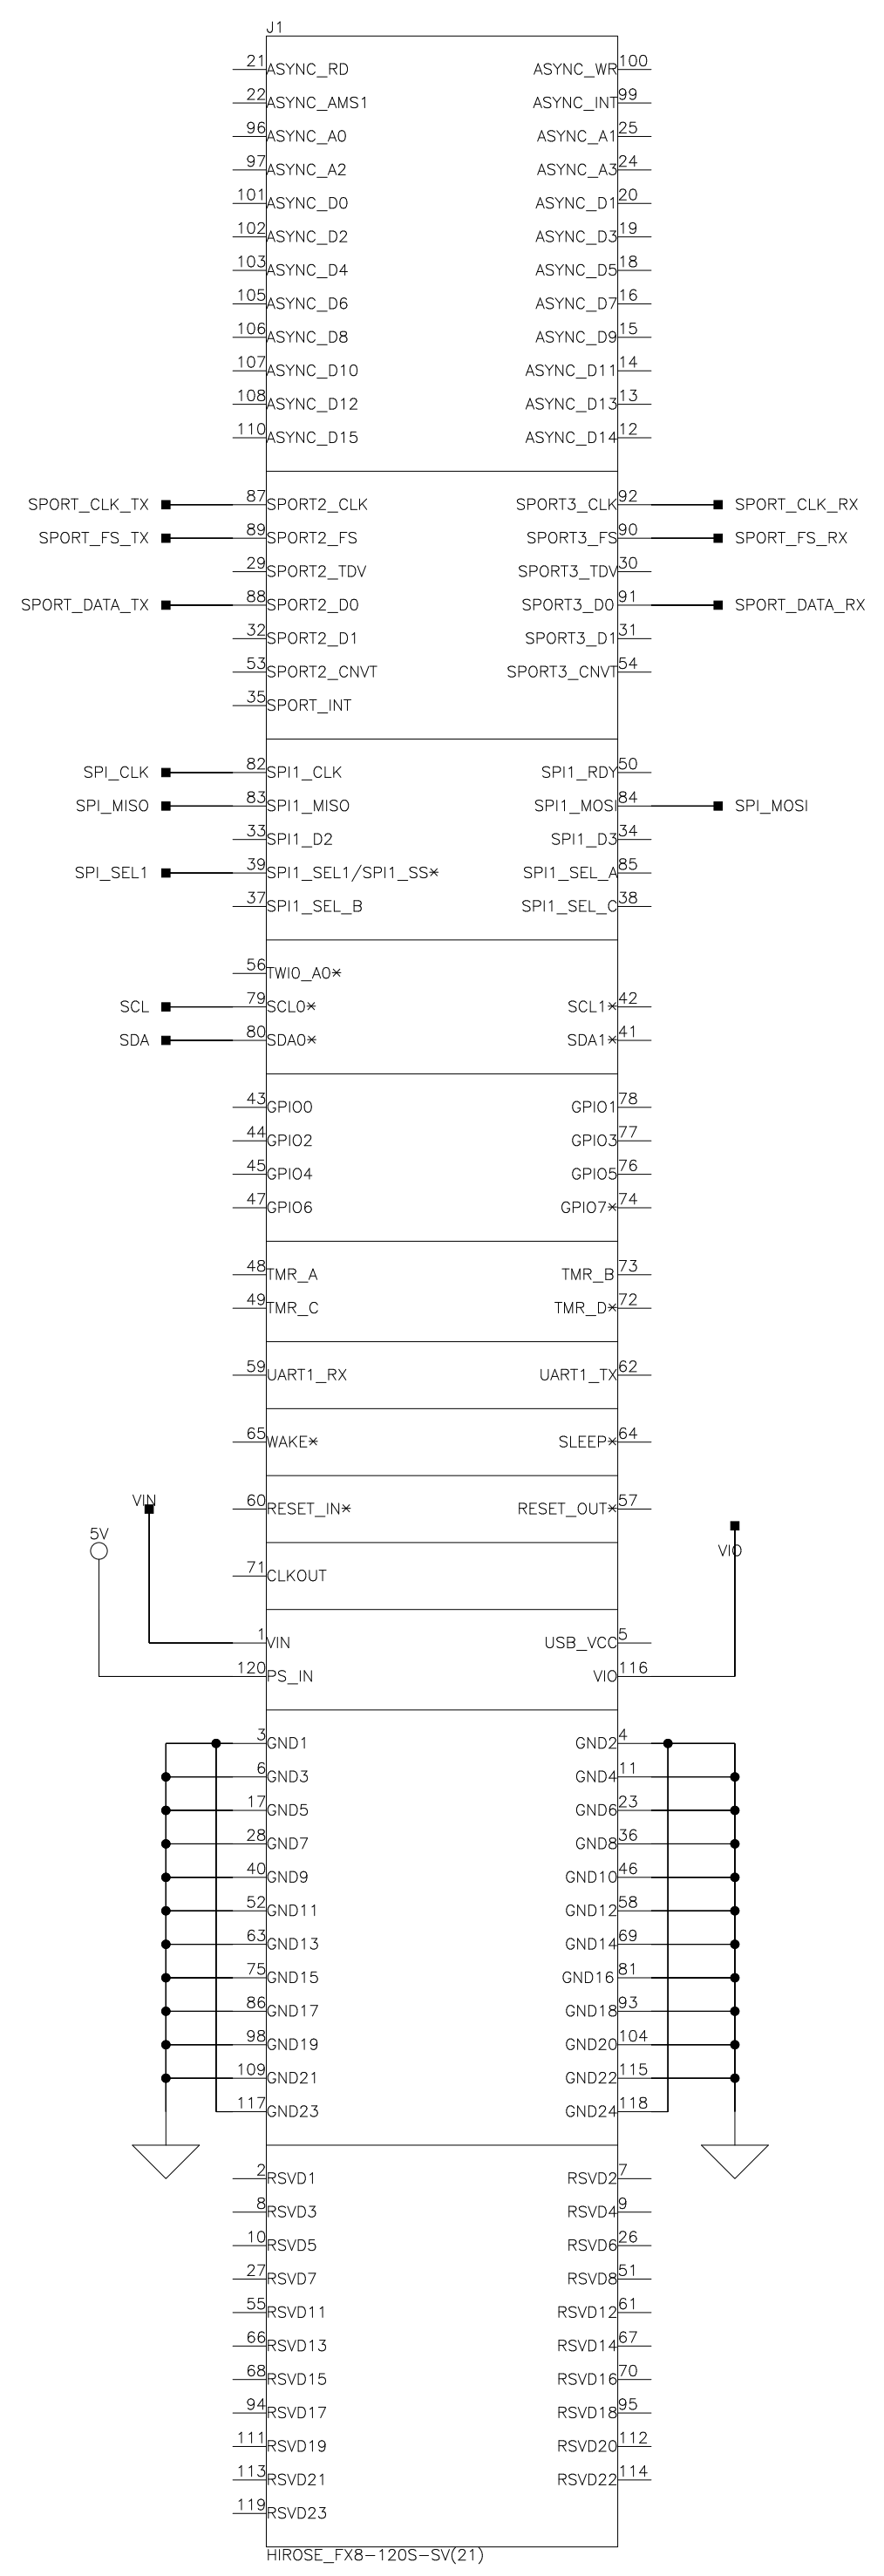 J1
21 ASYNC_RD ASYNC_WR 100
22 ASYNC_AMS1 ASYNC_INT 99
96 ASYNC_A0 ASYNC_A1 25
97 ASYNC_A2 ASYNC_A3 24
101 ASYNC_D0 ASYNC_D1 20
102 ASYNC_D2 ASYNC_D3 19
103 ASYNC_D4 ASYNC_D5 18
105 ASYNC_D6 ASYNC_D7 16
106 ASYNC_D8 ASYNC_D9 15
107 ASYNC_D10 ASYNC_D11 14
108 ASYNC_D12 ASYNC_D13 13
110 ASYNC_D15 ASYNC_D14 12
SPORT_CLK_TX 87 SPORT2_CLK SPORT3_CLK 92 SPORT_CLK_RX
SPORT_FS_TX 89 SPORT2_FS SPORT3_FS 90 SPORT_FS_RX
29 SPORT2_TDV SPORT3_TDV 30
SPORT_DATA_TX 88 SPORT2_D0 SPORT3_D0 91 SPORT_DATA_RX
32 SPORT2_D1 SPORT3_D1 31
53 SPORT2_CNVT SPORT3_CNVT 54
35 SPORT_INT
SPI_CLK 82 SPI1_CLK SPI1_RDY 50
SPI_MISO 83 SPI1_MISO SPI1_MOSI 84 SPI_MOSI
33 SPI1_D2 SPI1_D3 34
SPI_SEL1 39 SPI1_SEL1/SPI1_SS* SPI1_SEL_A 85
37 SPI1_SEL_B SPI1_SEL_C 38
56 TWI0_A0*
SCL 79 SCL0* SCL1* 42
SDA 80 SDA0* SDA1* 41
43 GPIO0 GPIO1 78
44 GPIO2 GPIO3 77
45 GPIO4 GPIO5 76
47 GPIO6 GPIO7* 74
48 TMR_A TMR_B 73
49 TMR_C TMR_D* 72
59 UART1_RX UART1_TX 62
65 WAKE* SLEEP* 64
VIN 60 RESET_IN* RESET_OUT* 57
5V VIO
71 CLKOUT
1 VIN USB_VCC 5
120 PS_IN VIO 116
3 GND1 GND2 4
6 GND3 GND4 11
17 GND5 GND6 23
28 GND7 GND8 36
40 GND9 GND10 46
52 GND11 GND12 58
63 GND13 GND14 69
75 GND15 GND16 81
86 GND17 GND18 93
98 GND19 GND20 104
109 GND21 GND22 115
117 GND23 GND24 118
2 RSVD1 RSVD2 7
8 RSVD3 RSVD4 9
10 RSVD5 RSVD6 26
27 RSVD7 RSVD8 51
55 RSVD11 RSVD12 61
66 RSVD13 RSVD14 67
68 RSVD15 RSVD16 70
94 RSVD17 RSVD18 95
111 RSVD19 RSVD20 112
113 RSVD21 RSVD22 114
119 RSVD23
HIROSE_FX8-120S-SV(21)